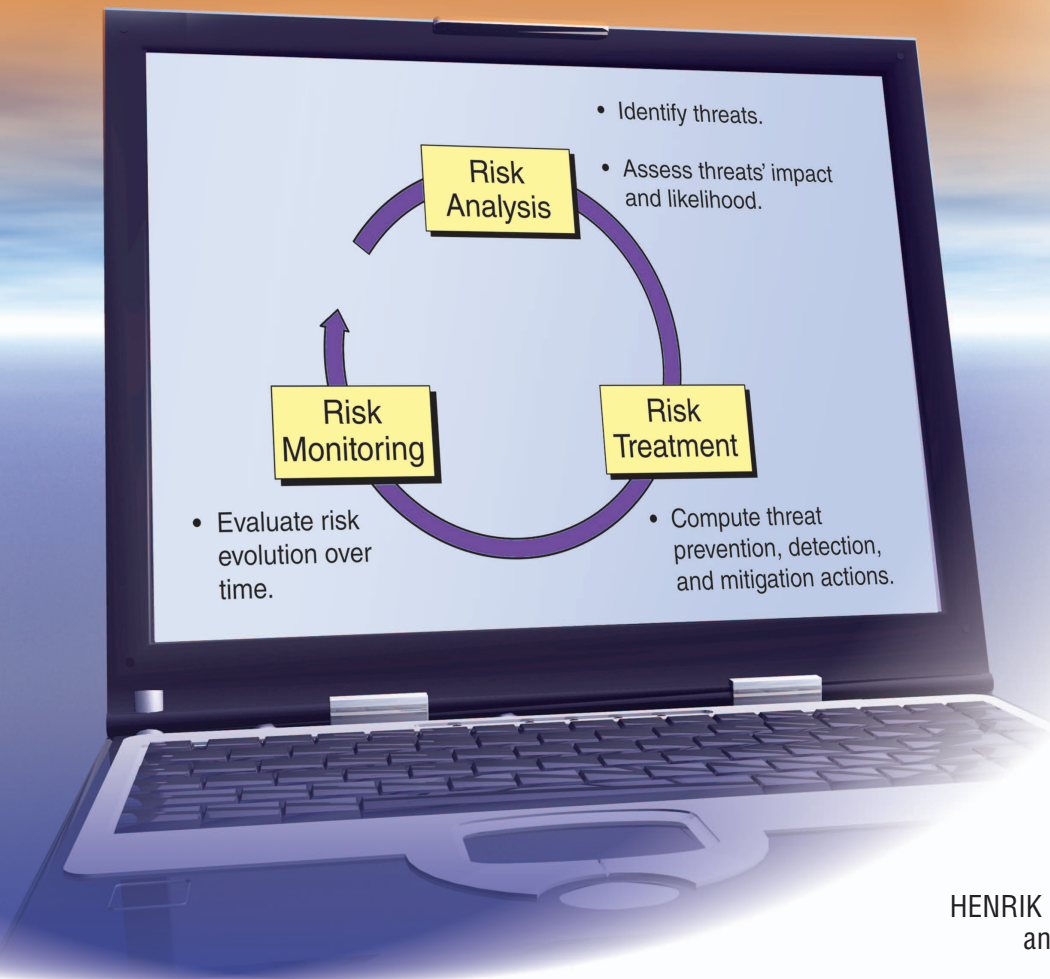 • Identify threats.
• Assess threats' impact
and likelihood.
Risk
Analysis
Risk
Treatment
• Compute threat
prevention, detection,
and mitigation actions.
Risk
Monitoring
• Evaluate risk
evolution over
time.
HENRIK